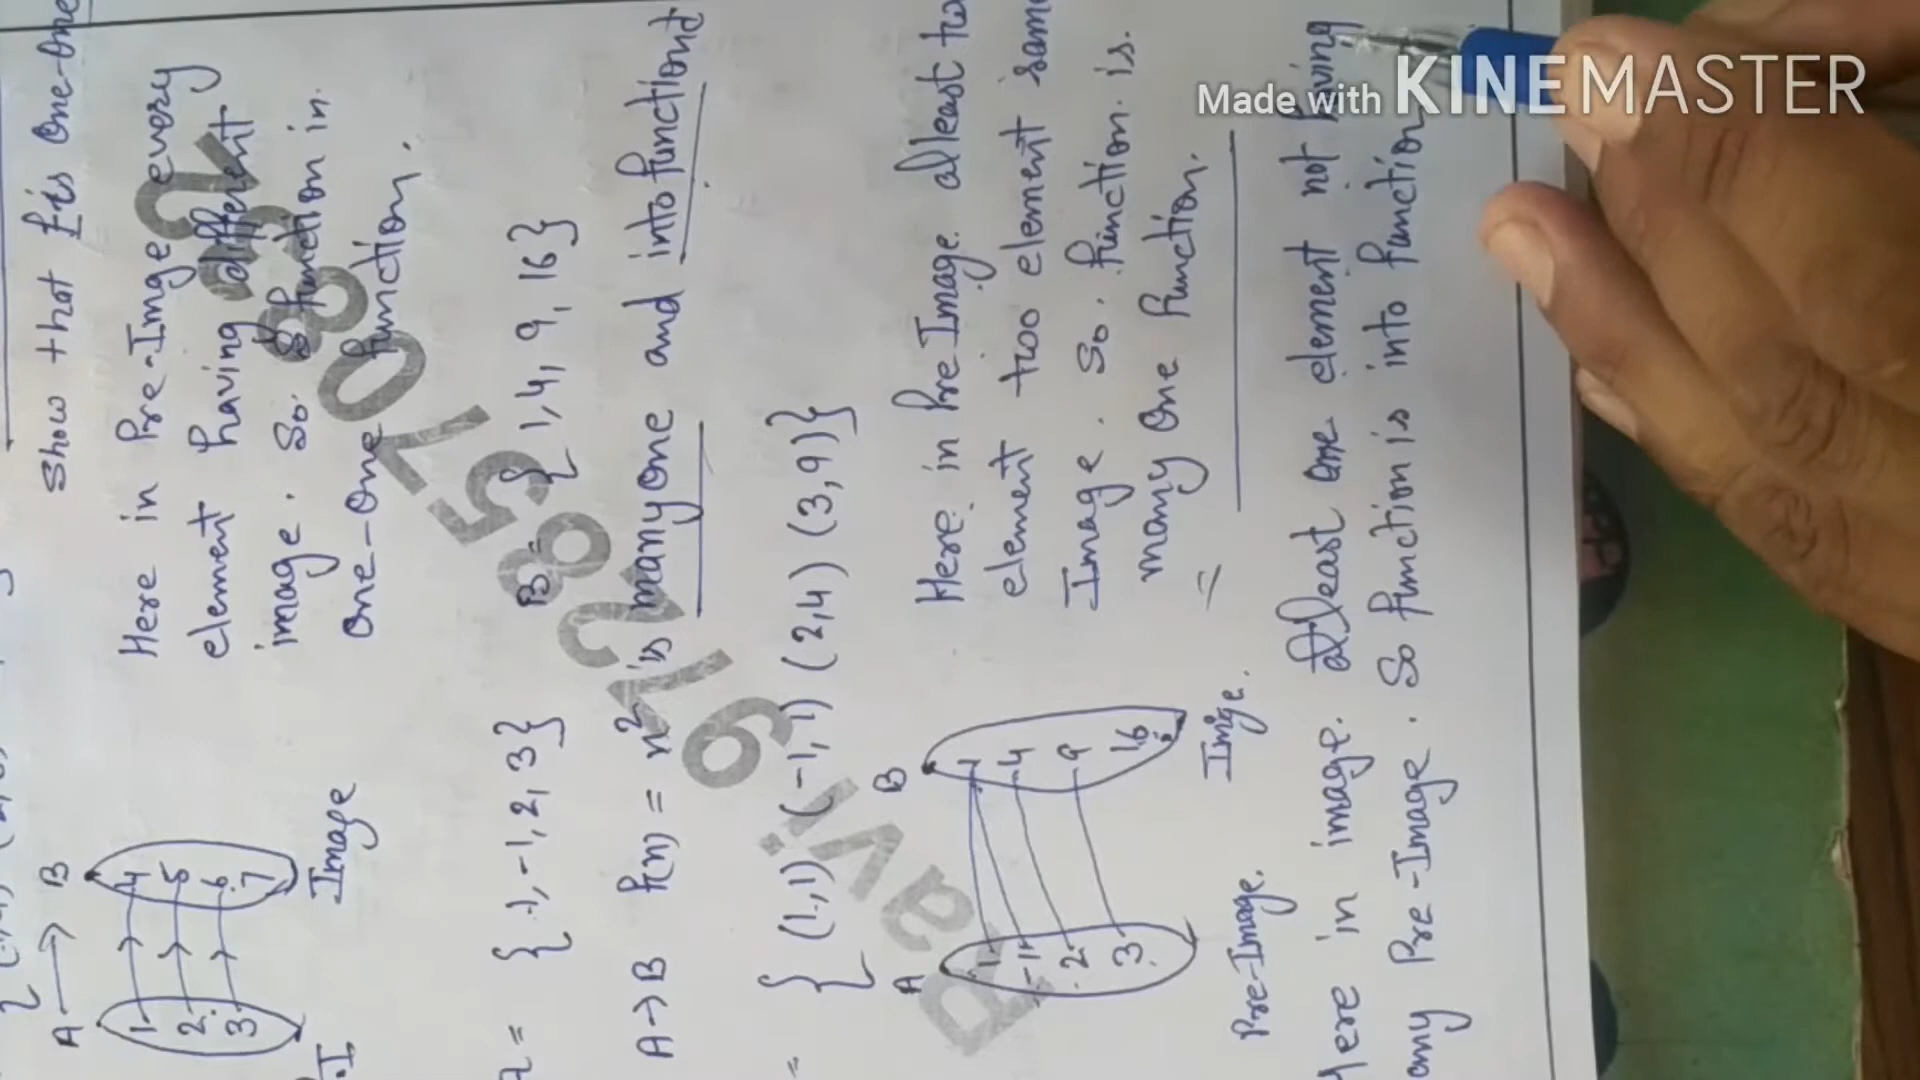 Show that f is one-one
A → B
1 2 3
4 5 6 7
Image
Here in Pre-Image every
element having different
image. So. function in.
one-one function.
= {1, -1, 2, 3} B = {1, 4, 9, 16}
A→B f(n) = n² is many one and into function
= {(1,1) (-1,1) (2,4) (3,9)}
A B
1 -1 2 3
1 4 9 16
Pre-Image. Image.
Here in Pre Image. atleast two
element two element same
Image. So. function. is.
many one function.
Here in image. atleast one element not having
any Pre-Image. So function is into function
Ravi 9728570832
Made with KINEMASTER